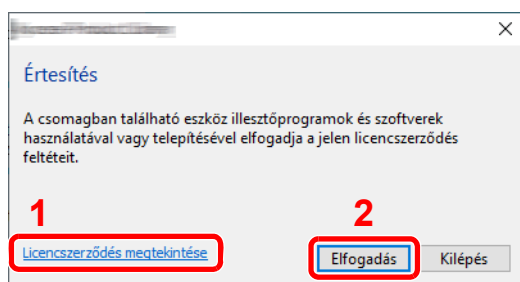 Értesítés
A csomagban található eszköz illesztőprogramok és szoftverek
használatával vagy telepítésével elfogadja a jelen licencszerződés
feltéteit.
1
2
Licencszerződés megtekintése
Elfogadás
Kilépés